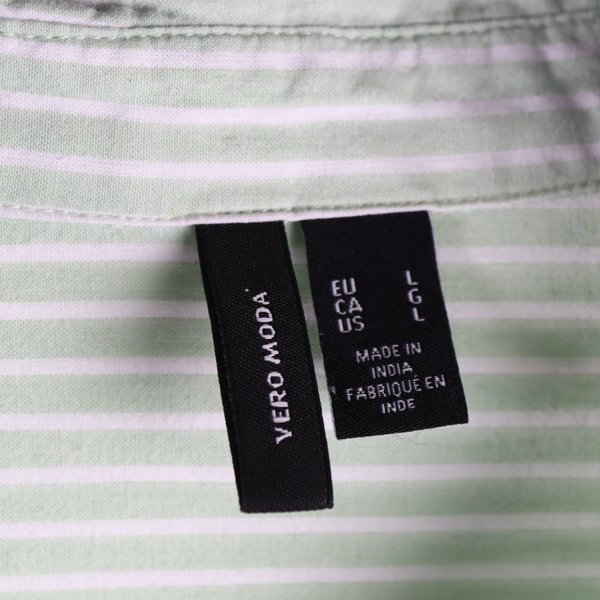 VERO MODA
EU L
CA G
US L
MADE IN
INDIA
FABRIQUÉ EN
INDE